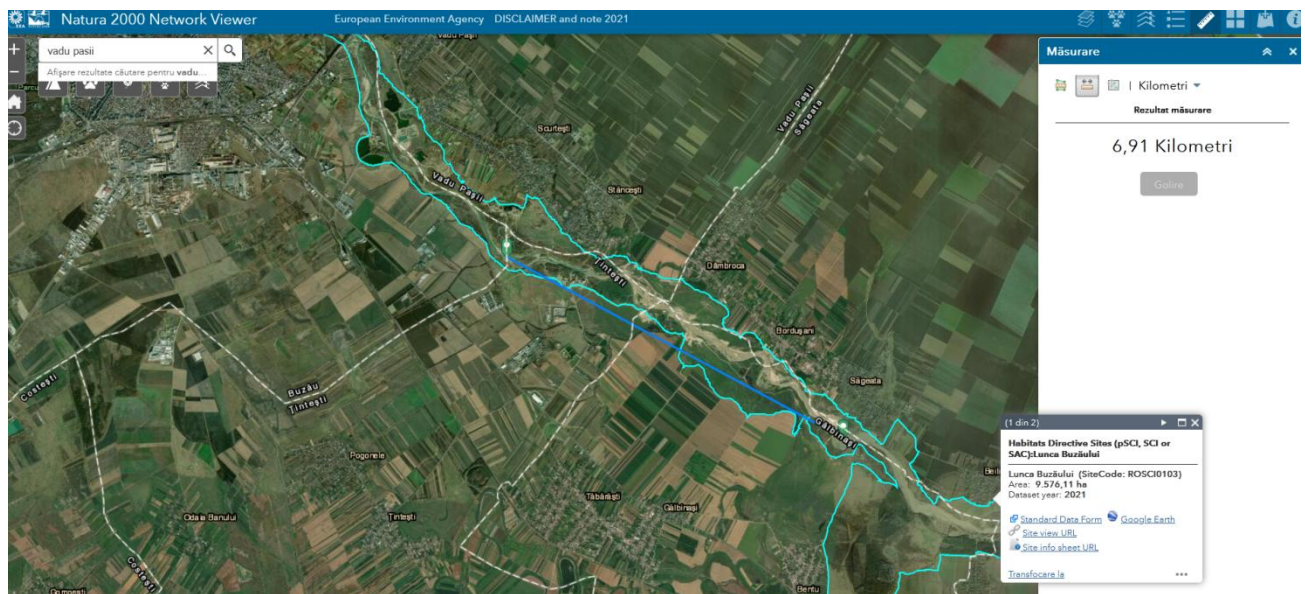 Natura 2000 Network Viewer
European Environment Agency DISCLAIMER and note 2021
vadu pasii
Afișare rezultate căutare pentru vadu...
Măsurare
Kilometri
Rezultat măsurare
6,91 Kilometri
Golire
Vadu Pașii
Scurtești
Vadu Pașii
Săgeata
Vadu Pașii
Stâncești
Țintești
Dâmbroca
Bordușani
Săgeata
Gălbinași
Costești
Buzău
Țintești
Pogonele
Tăbărăști
Gălbinași
Odaia Banului
Țintești
Costești
Gomoești
Bentu
(1 din 2)
Habitats Directive Sites (pSCI, SCI or
SAC):Lunca Buzăului
Lunca Buzăului (SiteCode: ROSCI0103)
Area: 9.576,11 ha
Dataset year: 2021
Standard Data Form Google Earth
Site view URL
Site info sheet URL
Transfocare la